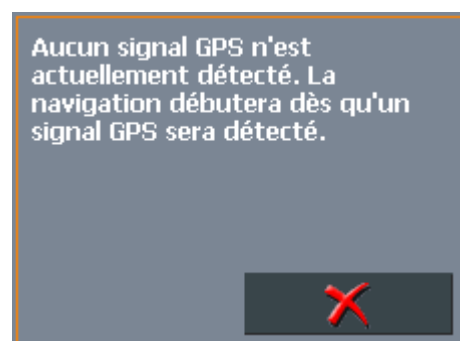 Aucun signal GPS n'est
actuellement détecté. La
navigation débutera dès qu'un
signal GPS sera détecté.